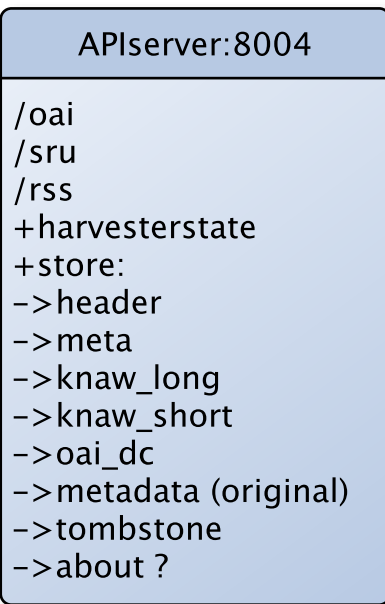 APIserver:8004
/oai
/sru
/rss
+harvesterstate
+store:
->header
->meta
->knaw_long
->knaw_short
->oai_dc
->metadata (original)
->tombstone
->about ?